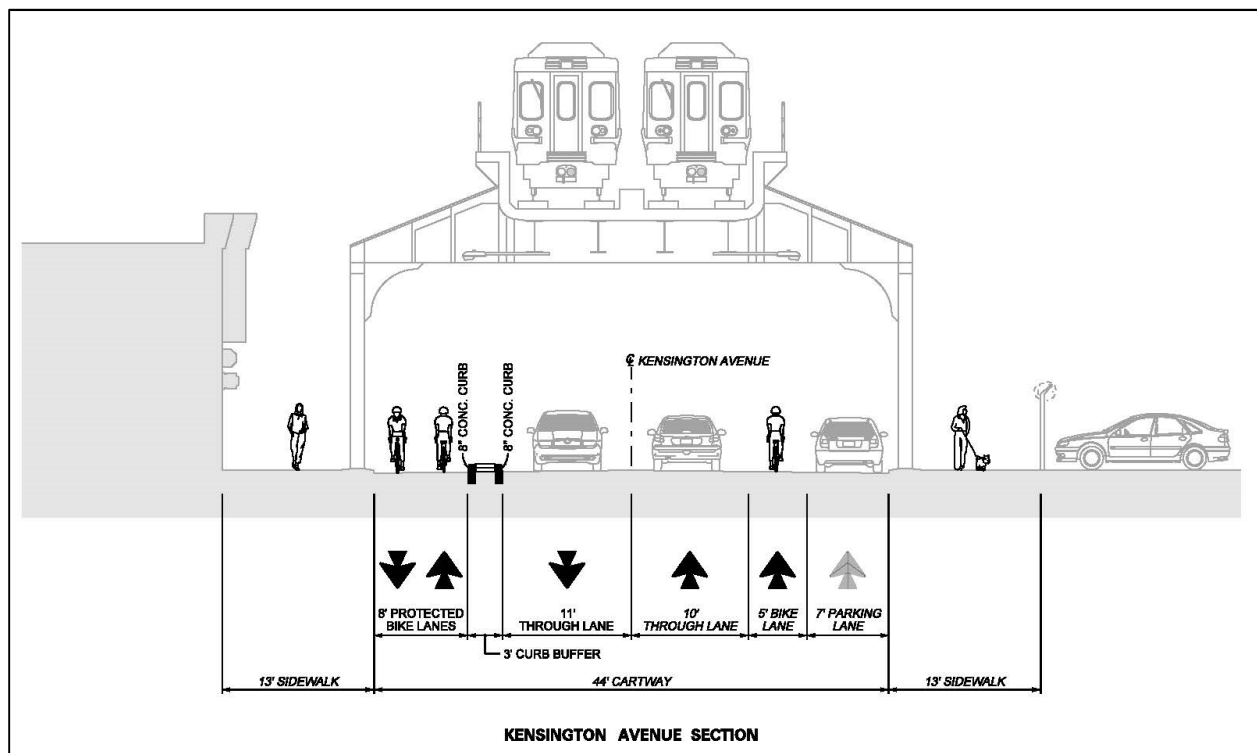 ℄ KENSINGTON AVENUE
8" CONC. CURB
8" CONC. CURB
8' PROTECTED
BIKE LANES
11'
THROUGH LANE
10'
THROUGH LANE
5' BIKE
LANE
7' PARKING
LANE
3' CURB BUFFER
13' SIDEWALK
44' CARTWAY
13' SIDEWALK
KENSINGTON AVENUE SECTION